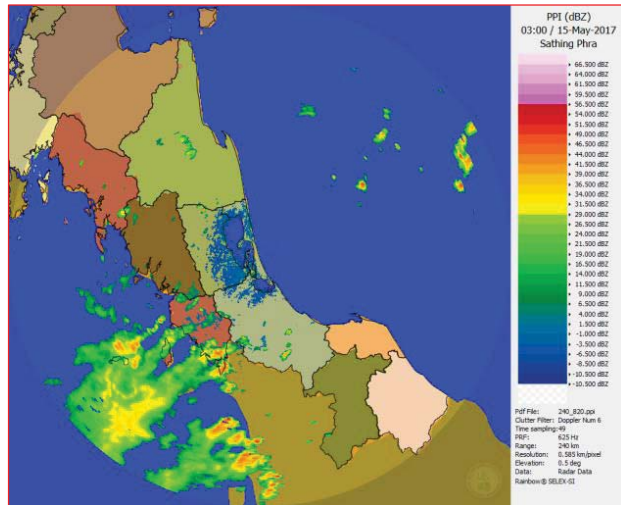 PPI (dBZ)
03:00 / 15-May-2017
Sathing Phra
66.500 dBZ
64.000 dBZ
61.500 dBZ
59.500 dBZ
56.500 dBZ
54.000 dBZ
51.500 dBZ
49.000 dBZ
46.500 dBZ
44.000 dBZ
41.500 dBZ
39.000 dBZ
36.500 dBZ
34.000 dBZ
31.500 dBZ
29.000 dBZ
26.500 dBZ
24.000 dBZ
21.500 dBZ
19.000 dBZ
16.500 dBZ
14.000 dBZ
11.500 dBZ
9.000 dBZ
6.500 dBZ
4.000 dBZ
1.500 dBZ
-1.000 dBZ
-3.500 dBZ
-6.500 dBZ
-8.500 dBZ
-10.500 dBZ
-10.500 dBZ
Pdf File: 240_820.ppi
Clutter Filter: Doppler Num 6
Time sampling:49
PRF: 625 Hz
Range: 240 km
Resolution: 0.585 km/pixel
Elevation: 0.5 deg
Data: Radar Data
Rainbow® SELEX-SI